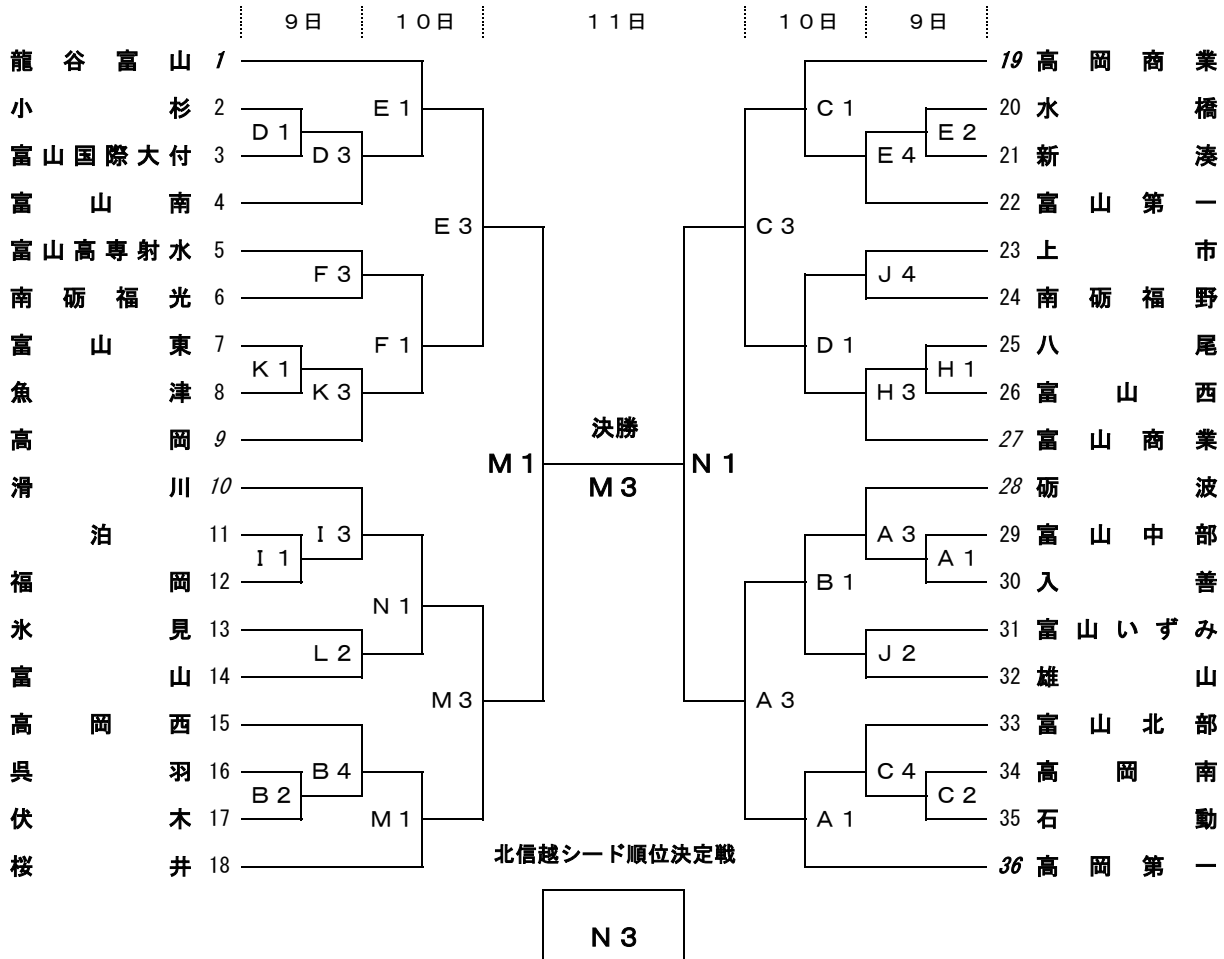 9日 10日 11日 10日 9日
龍谷富山 1 19 高岡商業
小杉 2 E1 C1 20 水橋
D1 E2
富山国際大付 3 D3 E4 21 新湊
富山南 4 22 富山第一
E3 C3
富山高専射水 5 23 上市
F3 J4
南砺福光 6 24 南砺福野
富山東 7 F1 D1 25 八尾
K1 H1
魚津 8 K3 H3 26 富山西
高岡 9 決勝 27 富山商業
M1 N1
滑川 10 M3 28 砺波
泊 11 I3 A3 29 富山中部
I1 A1
福岡 12 B1 30 入善
N1
氷見 13 31 富山いずみ
L2 J2
富山 14 32 雄山
M3 A3
高岡西 15 33 富山北部
呉羽 16 B4 C4 34 高岡南
B2 C2
伏木 17 M1 A1 35 石動
北信越シード順位決定戦
桜井 18 36 高岡第一
N3